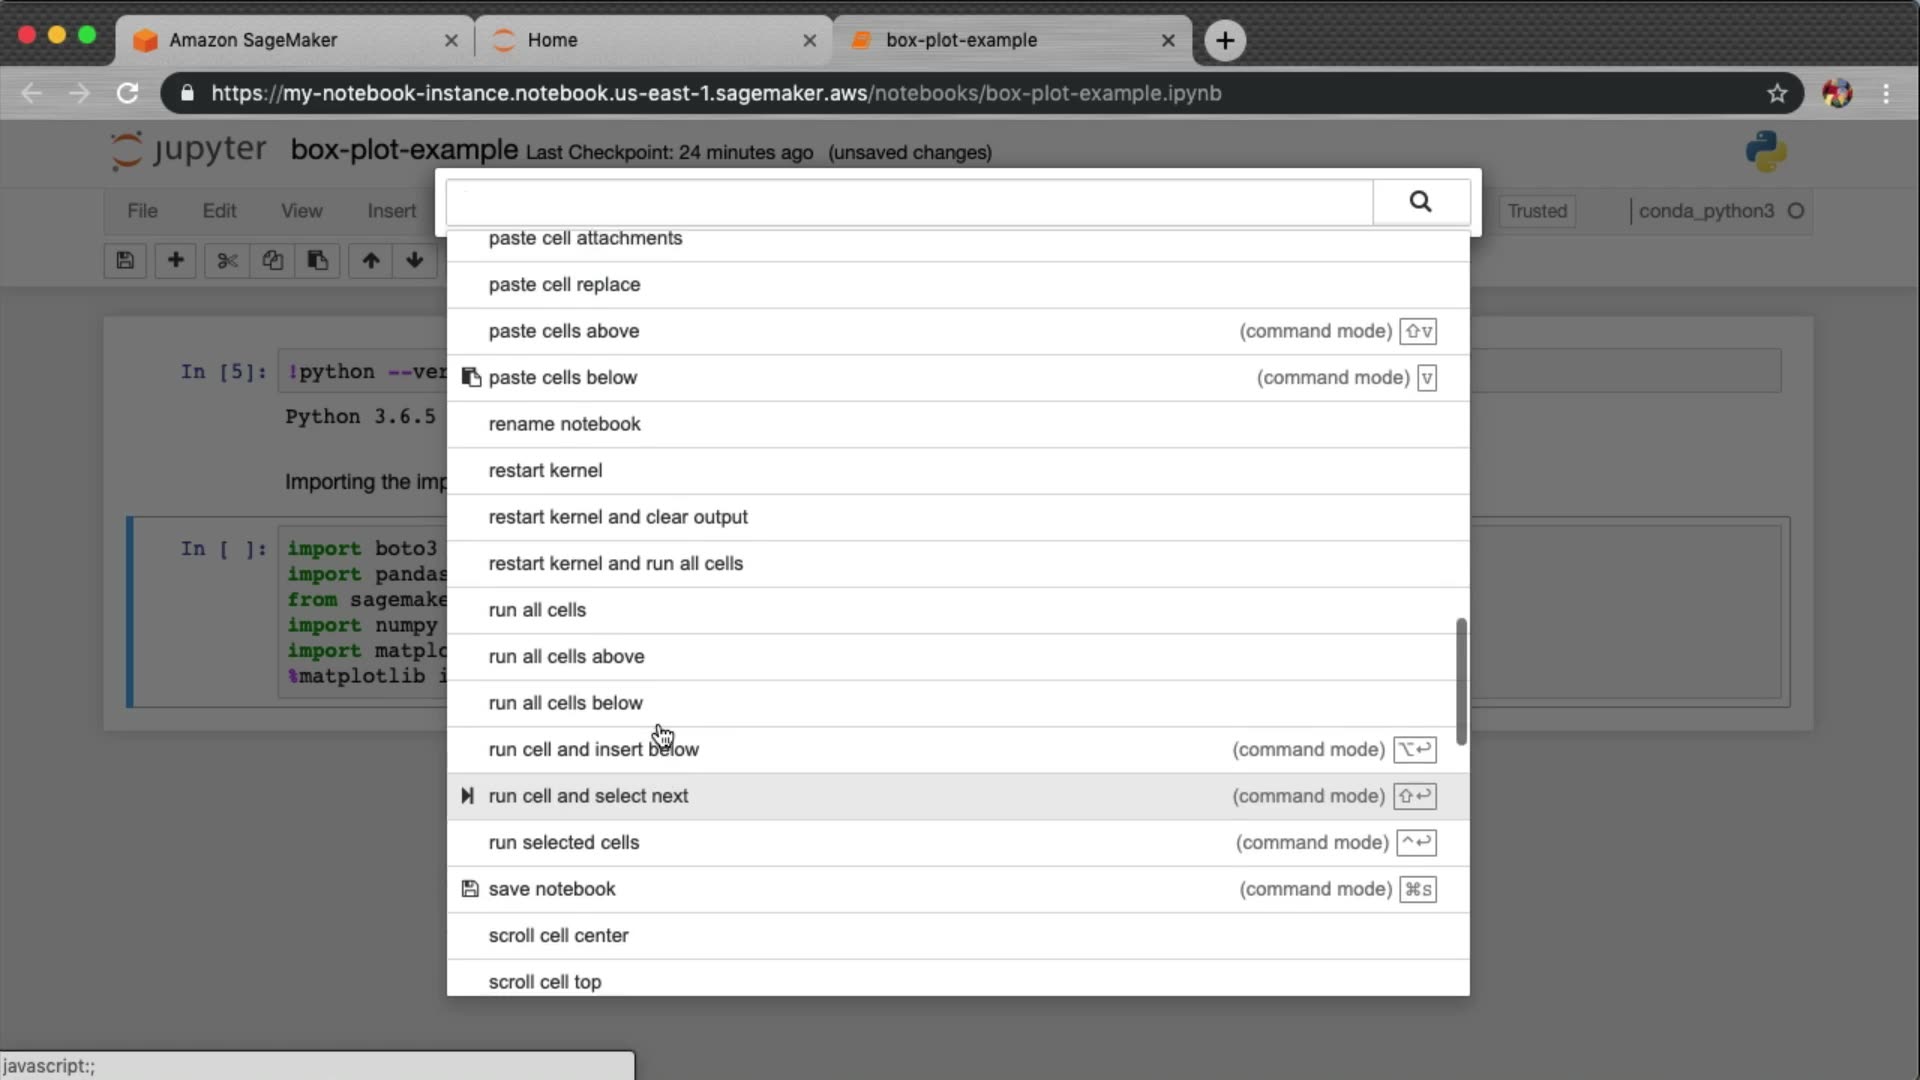 Amazon SageMaker
Home
box-plot-example
https://my-notebook-instance.notebook.us-east-1.sagemaker.aws/notebooks/box-plot-example.ipynb
jupyter box-plot-example Last Checkpoint: 24 minutes ago (unsaved changes)
File Edit View Insert
Trusted
conda_python3
paste cell attachments
paste cell replace
paste cells above (command mode) ⇧V
paste cells below (command mode) V
rename notebook
restart kernel
restart kernel and clear output
restart kernel and run all cells
run all cells
run all cells above
run all cells below
run cell and insert below (command mode) ⌥↩
run cell and select next (command mode) ⇧↩
run selected cells (command mode) ^↩
save notebook (command mode) ⌘S
scroll cell center
scroll cell top
In [5]: !python --ver
Python 3.6.5
Importing the imp
In [ ]: import boto3
import pandas
from sagemake
import numpy
import matplo
%matplotlib i
javascript:;